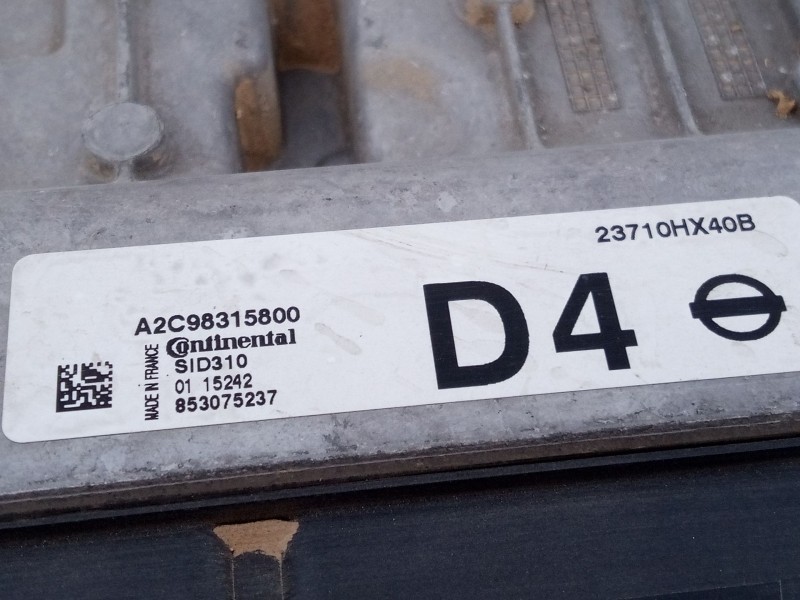 23710HX40B
A2C98315800
Continental
SID310
01 15242
853075237
MADE IN FRANCE
D4